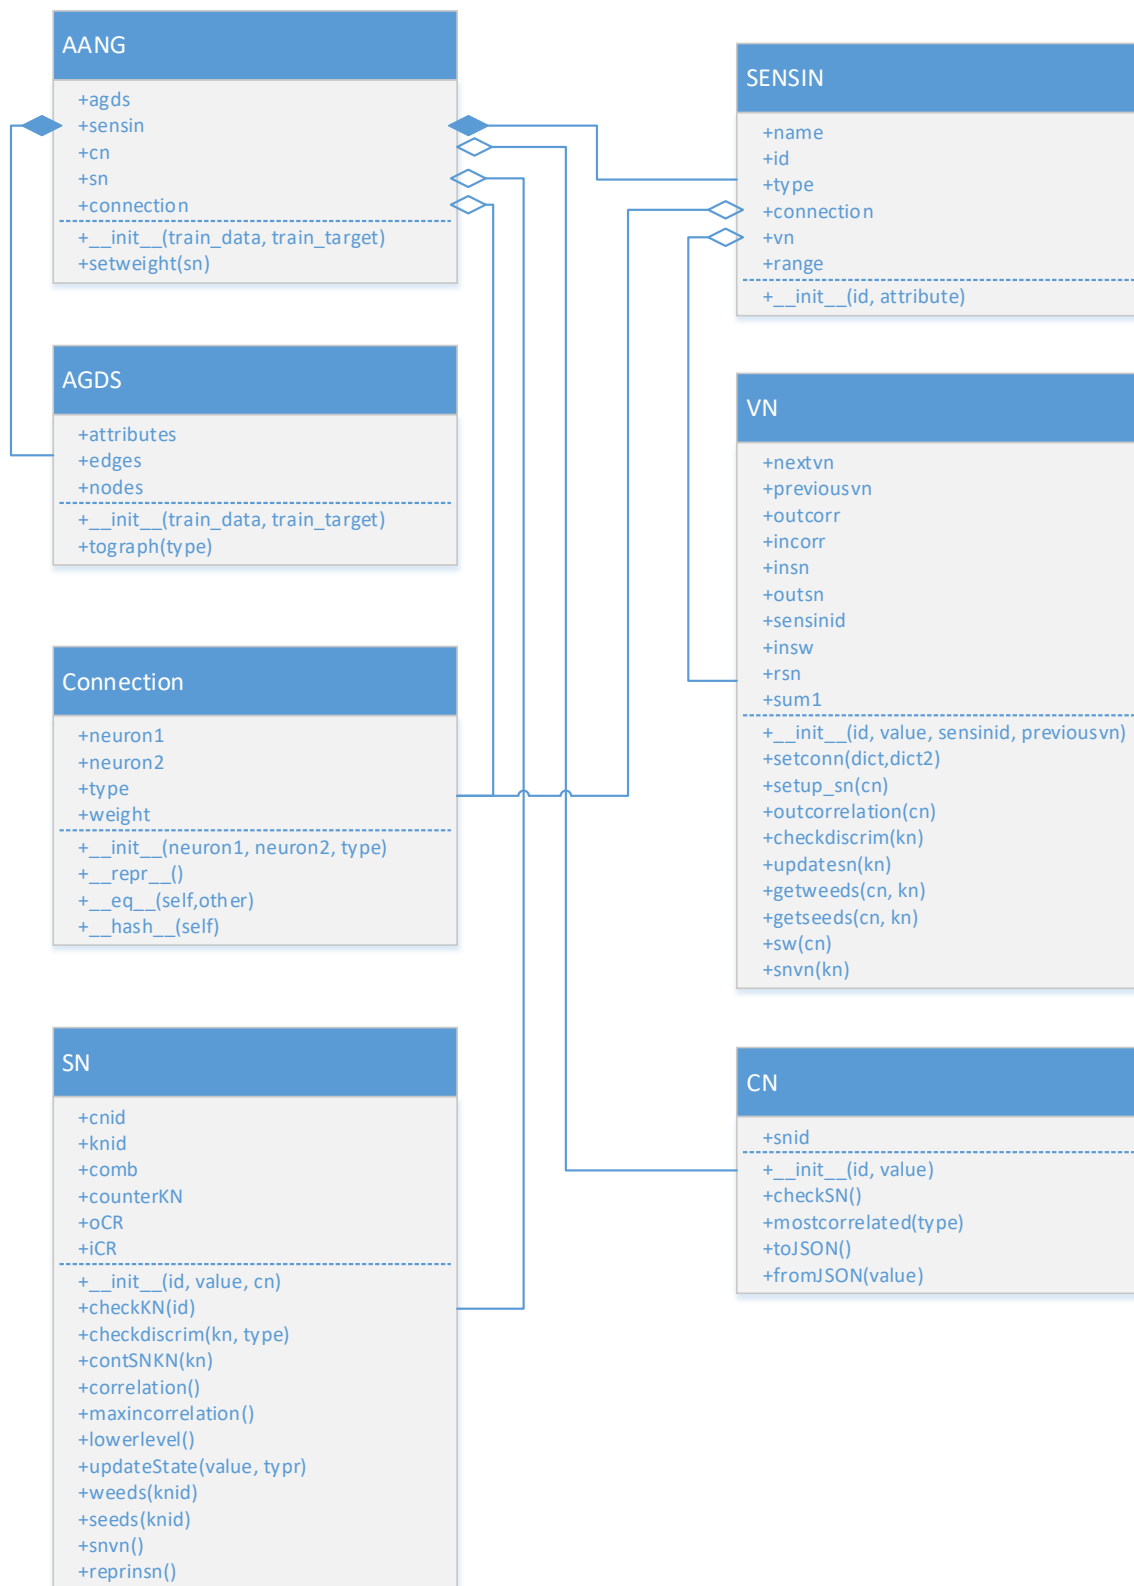 AANG
+agds
+sensin
+cn
+sn
+connection
+__init__(train_data, train_target)
+setweight(sn)
AGDS
+attributes
+edges
+nodes
+__init__(train_data, train_target)
+tograph(type)
Connection
+neuron1
+neuron2
+type
+weight
+__init__(neuron1, neuron2, type)
+__repr__()
+__eq__(self,other)
+__hash__(self)
SN
+cnid
+knid
+comb
+counterKN
+oCR
+iCR
+__init__(id, value, cn)
+checkKN(id)
+checkdiscrim(kn, type)
+contSNKN(kn)
+correlation()
+maxincorrelation()
+lowerlevel()
+updateState(value, typr)
+weeds(knid)
+seeds(knid)
+snvn()
+reprinsn()
SENSIN
+name
+id
+type
+connection
+vn
+range
+__init__(id, attribute)
VN
+nextvn
+previousvn
+outcorr
+incorr
+insn
+outsn
+sensinid
+insw
+rsn
+sum1
+__init__(id, value, sensinid, previousvn)
+setconn(dict,dict2)
+setup_sn(cn)
+outcorrelation(cn)
+checkdiscrim(kn)
+updatesn(kn)
+getweeds(cn, kn)
+getseeds(cn, kn)
+sw(cn)
+snvn(kn)
CN
+snid
+__init__(id, value)
+checkSN()
+mostcorrelated(type)
+toJSON()
+fromJSON(value)